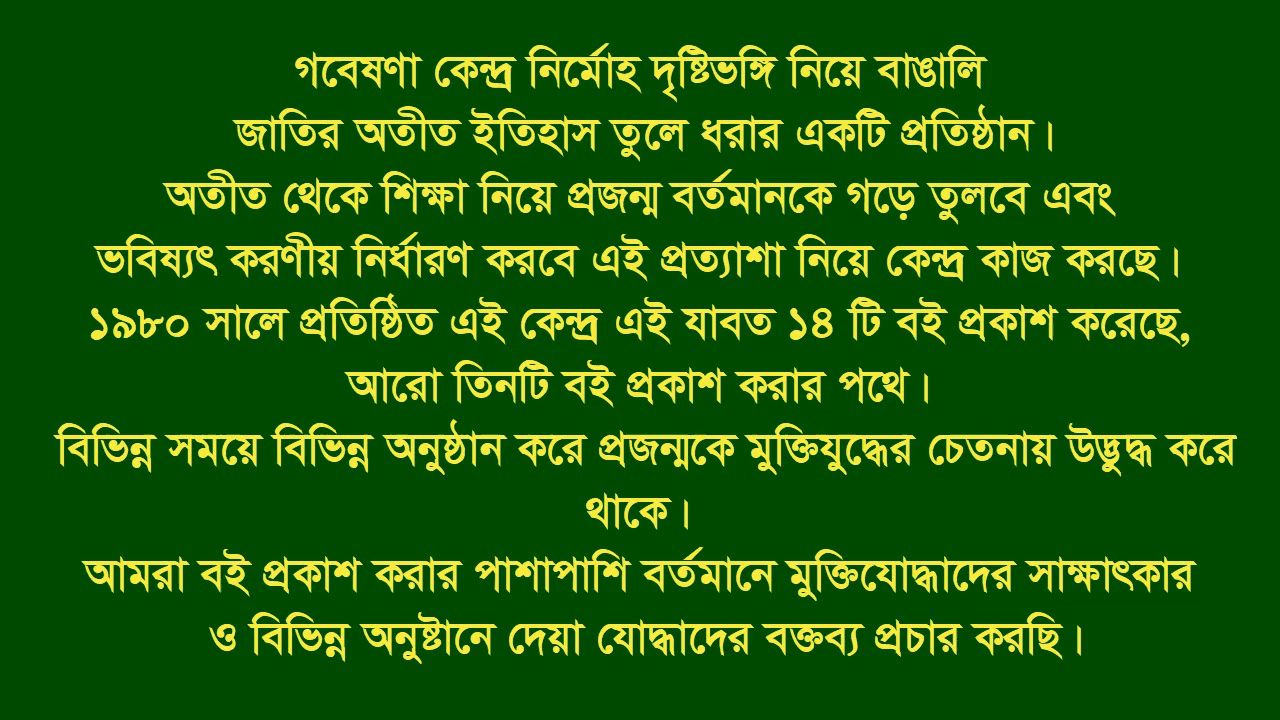 গবেষণা কেন্দ্র নির্মোহ দৃষ্টিভঙ্গি নিয়ে বাঙালি
জাতির অতীত ইতিহাস তুলে ধরার একটি প্রতিষ্ঠান।
অতীত থেকে শিক্ষা নিয়ে প্রজন্ম বর্তমানকে গড়ে তুলবে এবং
ভবিষ্যৎ করণীয় নির্ধারণ করবে এই প্রত্যাশা নিয়ে কেন্দ্র কাজ করছে।
১৯৮০ সালে প্রতিষ্ঠিত এই কেন্দ্র এই যাবত ১৪ টি বই প্রকাশ করেছে,
আরো তিনটি বই প্রকাশ করার পথে।
বিভিন্ন সময়ে বিভিন্ন অনুষ্ঠান করে প্রজন্মকে মুক্তিযুদ্ধের চেতনায় উদ্ভুদ্ধ করে
থাকে।
আমরা বই প্রকাশ করার পাশাপাশি বর্তমানে মুক্তিযোদ্ধাদের সাক্ষাৎকার
ও বিভিন্ন অনুষ্টানে দেয়া যোদ্ধাদের বক্তব্য প্রচার করছি।